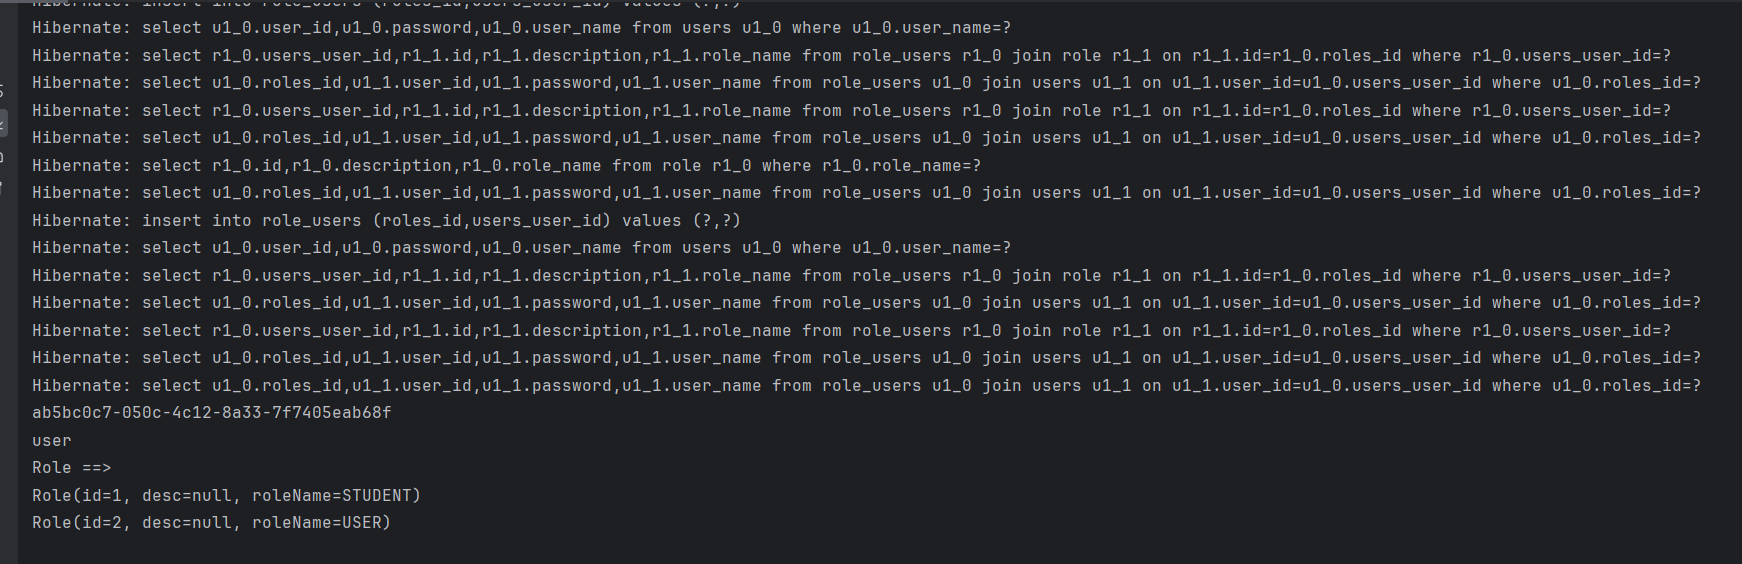 Hibernate: insert into role_users (roles_id,users_user_id) values (?,?)
Hibernate: select u1_0.user_id,u1_0.password,u1_0.user_name from users u1_0 where u1_0.user_name=?
Hibernate: select r1_0.users_user_id,r1_1.id,r1_1.description,r1_1.role_name from role_users r1_0 join role r1_1 on r1_1.id=r1_0.roles_id where r1_0.users_user_id=?
Hibernate: select u1_0.roles_id,u1_1.user_id,u1_1.password,u1_1.user_name from role_users u1_0 join users u1_1 on u1_1.user_id=u1_0.users_user_id where u1_0.roles_id=?
Hibernate: select r1_0.users_user_id,r1_1.id,r1_1.description,r1_1.role_name from role_users r1_0 join role r1_1 on r1_1.id=r1_0.roles_id where r1_0.users_user_id=?
Hibernate: select u1_0.roles_id,u1_1.user_id,u1_1.password,u1_1.user_name from role_users u1_0 join users u1_1 on u1_1.user_id=u1_0.users_user_id where u1_0.roles_id=?
Hibernate: select r1_0.id,r1_0.description,r1_0.role_name from role r1_0 where r1_0.role_name=?
Hibernate: select u1_0.roles_id,u1_1.user_id,u1_1.password,u1_1.user_name from role_users u1_0 join users u1_1 on u1_1.user_id=u1_0.users_user_id where u1_0.roles_id=?
Hibernate: insert into role_users (roles_id,users_user_id) values (?,?)
Hibernate: select u1_0.user_id,u1_0.password,u1_0.user_name from users u1_0 where u1_0.user_name=?
Hibernate: select r1_0.users_user_id,r1_1.id,r1_1.description,r1_1.role_name from role_users r1_0 join role r1_1 on r1_1.id=r1_0.roles_id where r1_0.users_user_id=?
Hibernate: select u1_0.roles_id,u1_1.user_id,u1_1.password,u1_1.user_name from role_users u1_0 join users u1_1 on u1_1.user_id=u1_0.users_user_id where u1_0.roles_id=?
Hibernate: select r1_0.users_user_id,r1_1.id,r1_1.description,r1_1.role_name from role_users r1_0 join role r1_1 on r1_1.id=r1_0.roles_id where r1_0.users_user_id=?
Hibernate: select u1_0.roles_id,u1_1.user_id,u1_1.password,u1_1.user_name from role_users u1_0 join users u1_1 on u1_1.user_id=u1_0.users_user_id where u1_0.roles_id=?
Hibernate: select u1_0.roles_id,u1_1.user_id,u1_1.password,u1_1.user_name from role_users u1_0 join users u1_1 on u1_1.user_id=u1_0.users_user_id where u1_0.roles_id=?
ab5bc0c7-050c-4c12-8a33-7f7405eab68f
user
Role ==>
Role(id=1, desc=null, roleName=STUDENT)
Role(id=2, desc=null, roleName=USER)